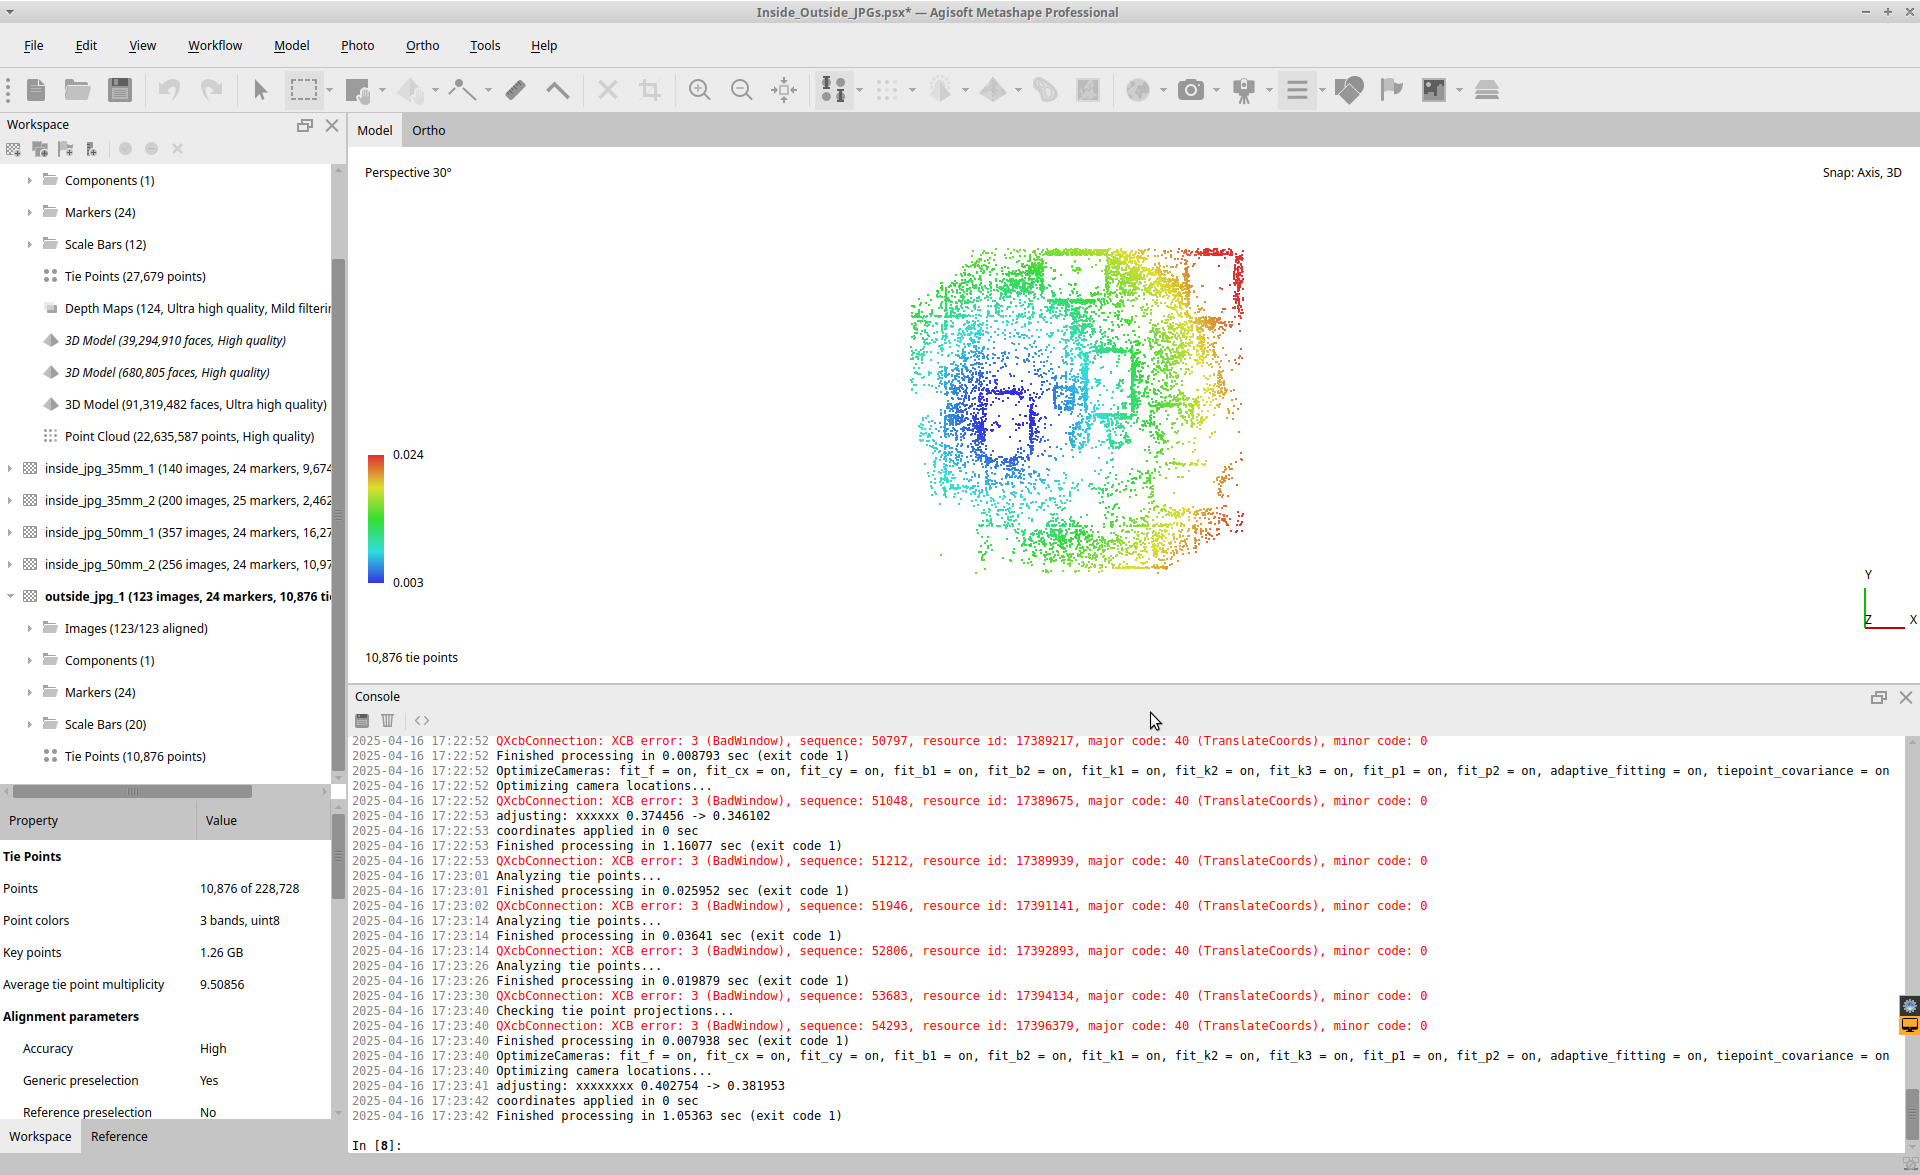 Inside_Outside_JPGs.psx* — Agisoft Metashape Professional
File Edit View Workflow Model Photo Ortho Tools Help
Workspace
Components (1)
Markers (24)
Scale Bars (12)
Tie Points (27,679 points)
Depth Maps (124, Ultra high quality, Mild filterin
3D Model (39,294,910 faces, High quality)
3D Model (680,805 faces, High quality)
3D Model (91,319,482 faces, Ultra high quality)
Point Cloud (22,635,587 points, High quality)
inside_jpg_35mm_1 (140 images, 24 markers, 9,674
inside_jpg_35mm_2 (200 images, 25 markers, 2,462
inside_jpg_50mm_1 (357 images, 24 markers, 16,27
inside_jpg_50mm_2 (256 images, 24 markers, 10,97
outside_jpg_1 (123 images, 24 markers, 10,876 ti
Images (123/123 aligned)
Components (1)
Markers (24)
Scale Bars (20)
Tie Points (10,876 points)
Property Value
Tie Points
Points 10,876 of 228,728
Point colors 3 bands, uint8
Key points 1.26 GB
Average tie point multiplicity 9.50856
Alignment parameters
Accuracy High
Generic preselection Yes
Reference preselection No
Workspace Reference
Model Ortho
Perspective 30°
Snap: Axis, 3D
0.024
0.003
10,876 tie points
Y
Z X
Console
2025-04-16 17:22:52 QXcbConnection: XCB error: 3 (BadWindow), sequence: 50797, resource id: 17389217, major code: 40 (TranslateCoords), minor code: 0
2025-04-16 17:22:52 Finished processing in 0.008793 sec (exit code 1)
2025-04-16 17:22:52 OptimizeCameras: fit_f = on, fit_cx = on, fit_cy = on, fit_b1 = on, fit_b2 = on, fit_k1 = on, fit_k2 = on, fit_k3 = on, fit_p1 = on, fit_p2 = on, adaptive_fitting = on, tiepoint_covariance = on
2025-04-16 17:22:52 Optimizing camera locations...
2025-04-16 17:22:52 QXcbConnection: XCB error: 3 (BadWindow), sequence: 51048, resource id: 17389675, major code: 40 (TranslateCoords), minor code: 0
2025-04-16 17:22:53 adjusting: xxxxxx 0.374456 -> 0.346102
2025-04-16 17:22:53 coordinates applied in 0 sec
2025-04-16 17:22:53 Finished processing in 1.16077 sec (exit code 1)
2025-04-16 17:22:53 QXcbConnection: XCB error: 3 (BadWindow), sequence: 51212, resource id: 17389939, major code: 40 (TranslateCoords), minor code: 0
2025-04-16 17:23:01 Analyzing tie points...
2025-04-16 17:23:01 Finished processing in 0.025952 sec (exit code 1)
2025-04-16 17:23:02 QXcbConnection: XCB error: 3 (BadWindow), sequence: 51946, resource id: 17391141, major code: 40 (TranslateCoords), minor code: 0
2025-04-16 17:23:14 Analyzing tie points...
2025-04-16 17:23:14 Finished processing in 0.03641 sec (exit code 1)
2025-04-16 17:23:14 QXcbConnection: XCB error: 3 (BadWindow), sequence: 52806, resource id: 17392893, major code: 40 (TranslateCoords), minor code: 0
2025-04-16 17:23:26 Analyzing tie points...
2025-04-16 17:23:26 Finished processing in 0.019879 sec (exit code 1)
2025-04-16 17:23:30 QXcbConnection: XCB error: 3 (BadWindow), sequence: 53683, resource id: 17394134, major code: 40 (TranslateCoords), minor code: 0
2025-04-16 17:23:40 Checking tie point projections...
2025-04-16 17:23:40 QXcbConnection: XCB error: 3 (BadWindow), sequence: 54293, resource id: 17396379, major code: 40 (TranslateCoords), minor code: 0
2025-04-16 17:23:40 Finished processing in 0.007938 sec (exit code 1)
2025-04-16 17:23:40 OptimizeCameras: fit_f = on, fit_cx = on, fit_cy = on, fit_b1 = on, fit_b2 = on, fit_k1 = on, fit_k2 = on, fit_k3 = on, fit_p1 = on, fit_p2 = on, adaptive_fitting = on, tiepoint_covariance = on
2025-04-16 17:23:40 Optimizing camera locations...
2025-04-16 17:23:41 adjusting: xxxxxxxx 0.402754 -> 0.381953
2025-04-16 17:23:42 coordinates applied in 0 sec
2025-04-16 17:23:42 Finished processing in 1.05363 sec (exit code 1)
In [8]: